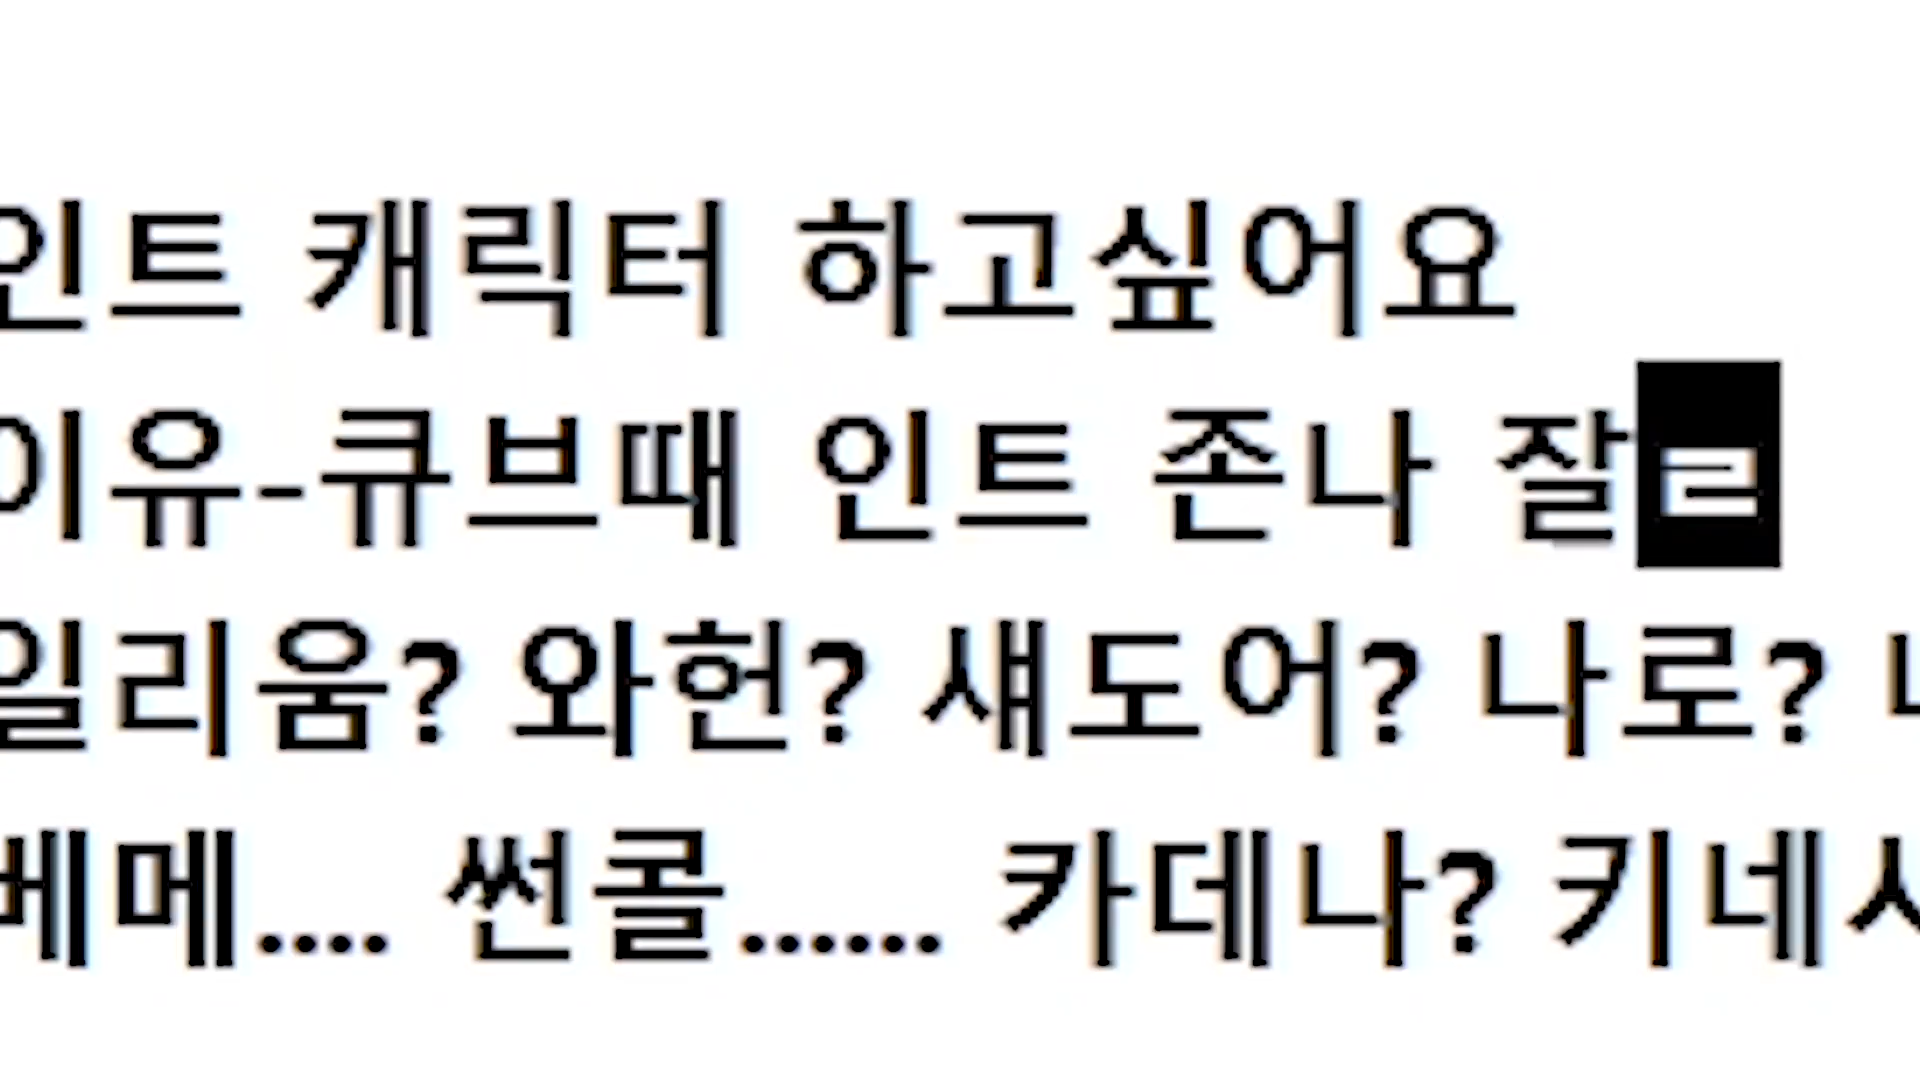 인트 캐릭터 하고싶어요
이유-큐브때 인트 존나 잘ㄹ
일리움? 와헌? 섀도어? 나로?
베메.... 썬콜...... 카데나? 키네시